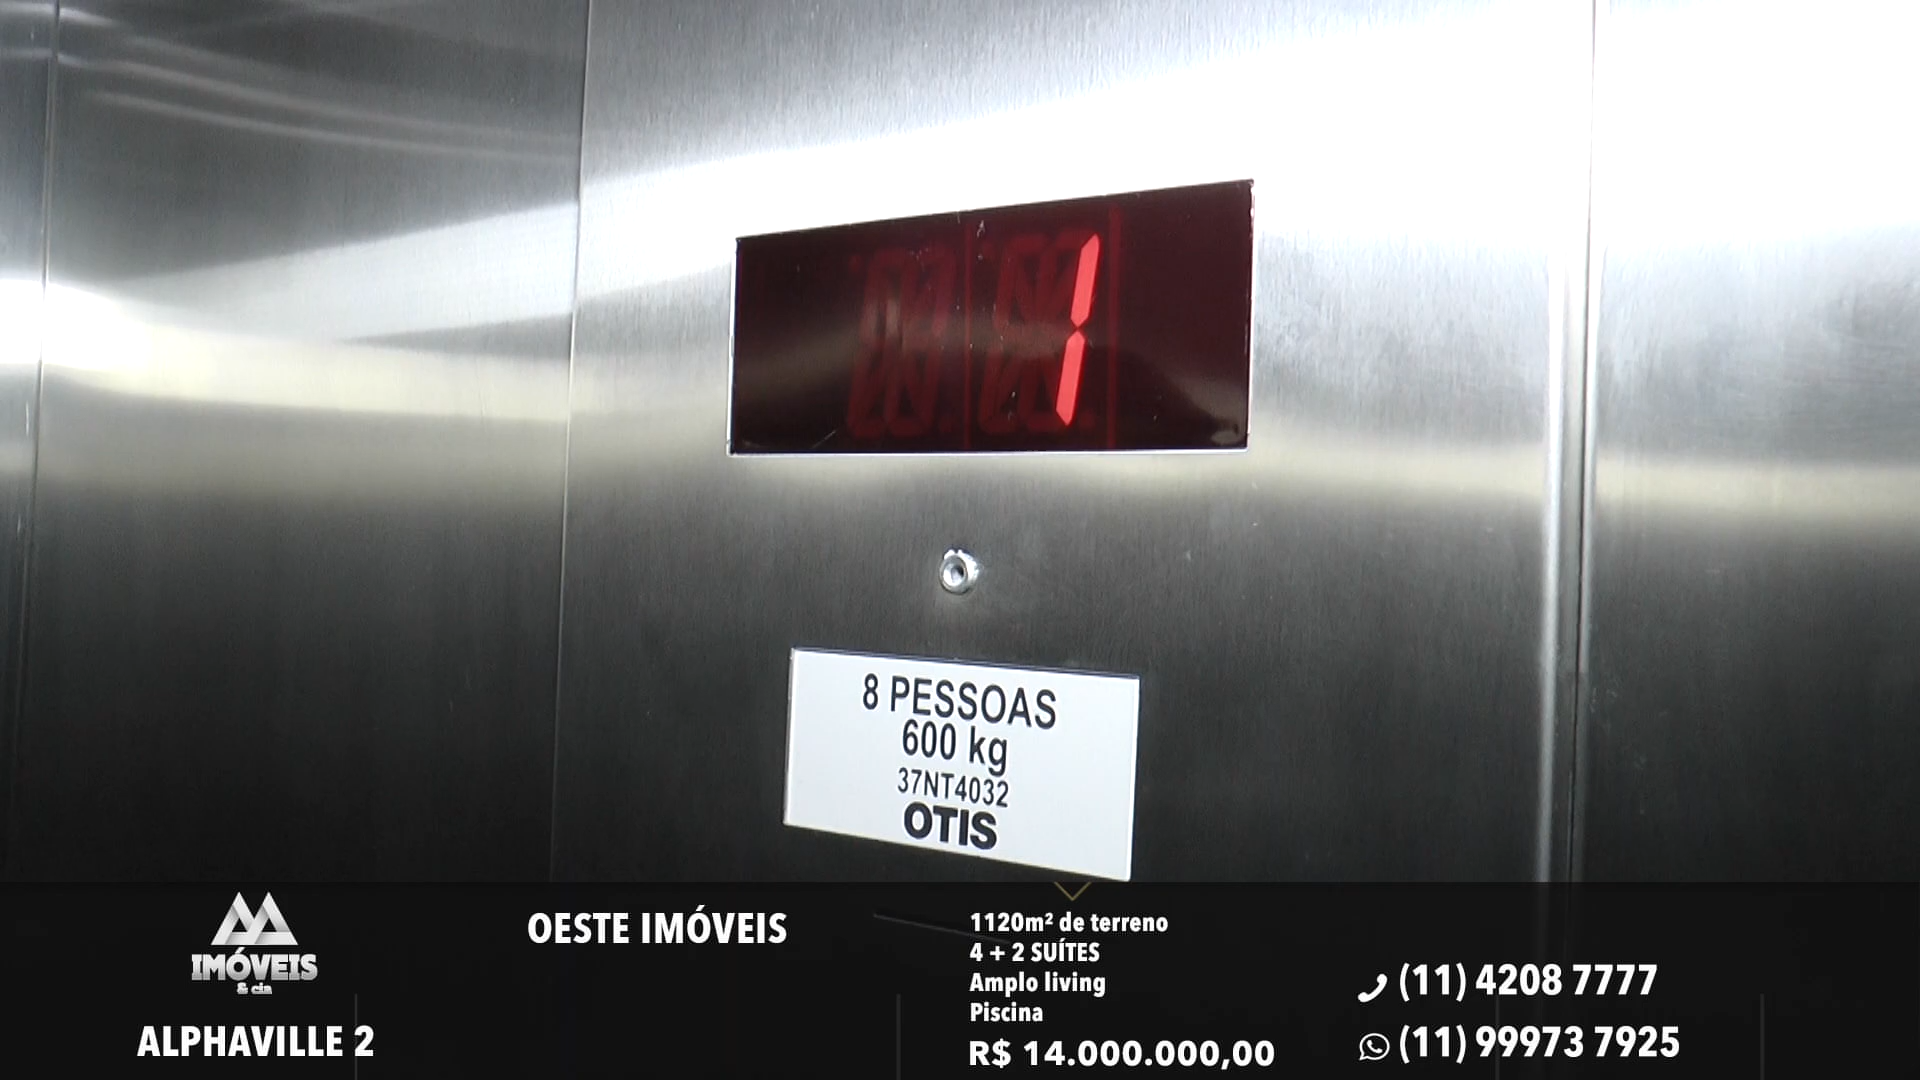 1
8 PESSOAS
600 kg
37NT4032
OTIS
IMÓVEIS
& cia
ALPHAVILLE 2
OESTE IMÓVEIS
1120m² de terreno
4 + 2 SUÍTES
Amplo living
Piscina
R$ 14.000.000,00
(11) 4208 7777
(11) 99973 7925